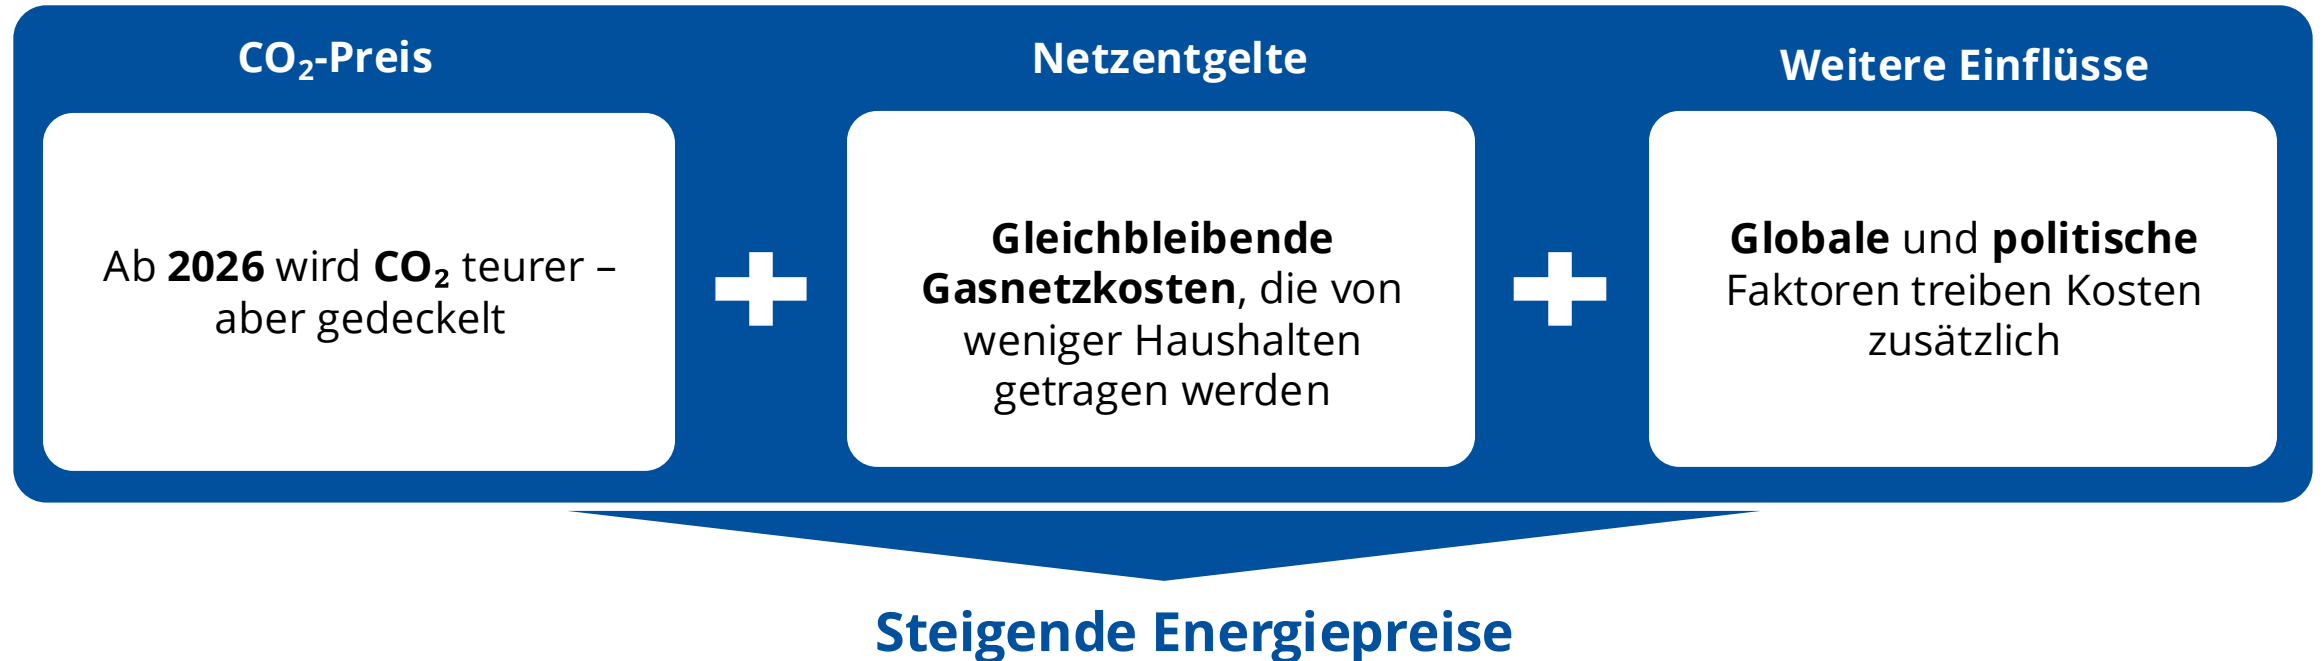 CO₂-Preis
Ab 2026 wird CO₂ teurer –
aber gedeckelt
Netzentgelte
Gleichbleibende
Gasnetzkosten, die von
weniger Haushalten
getragen werden
Weitere Einflüsse
Globale und politische
Faktoren treiben Kosten
zusätzlich
Steigende Energiepreise